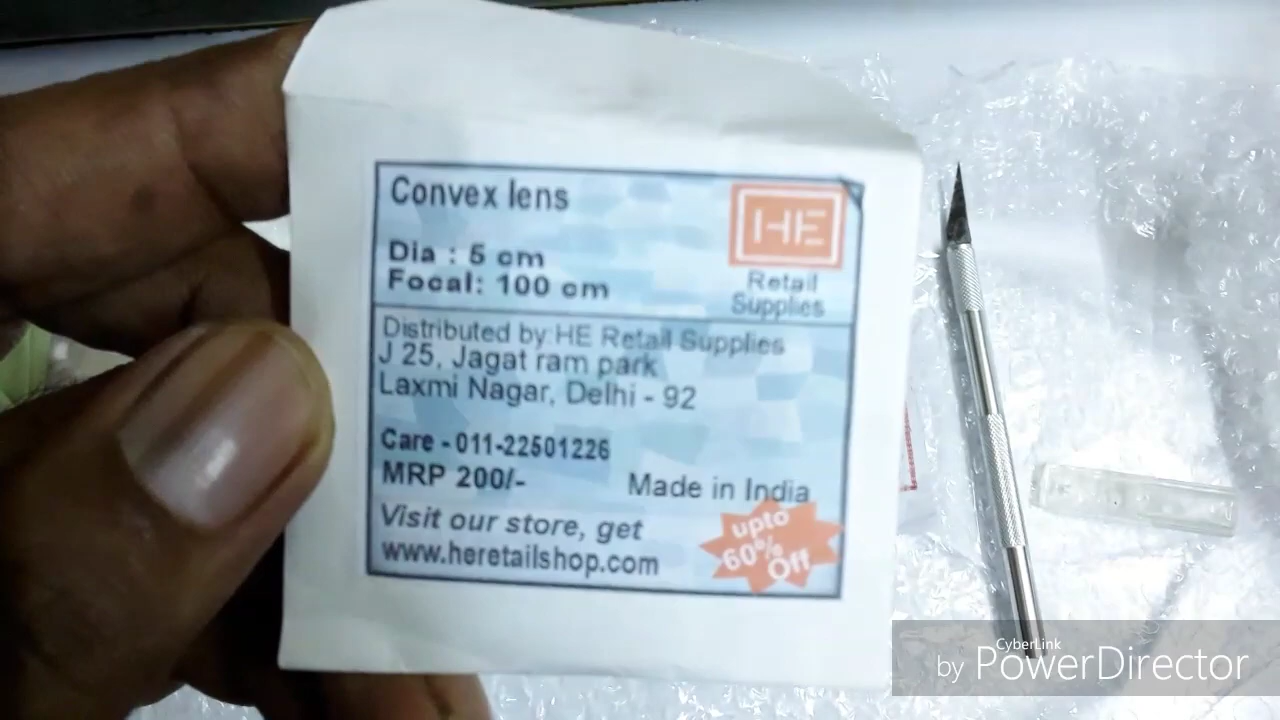 Convex lens
HE
Dia : 5 cm
Focal: 100 cm
Retail
Supplies
Distributed by HE Retail Supplies
J 25, Jagat ram park
Laxmi Nagar, Delhi - 92
Care - 011-22501226
MRP 200/-
Made in India
Visit our store, get
www.heretailshop.com
upto
60%
Off
CyberLink
by PowerDirector